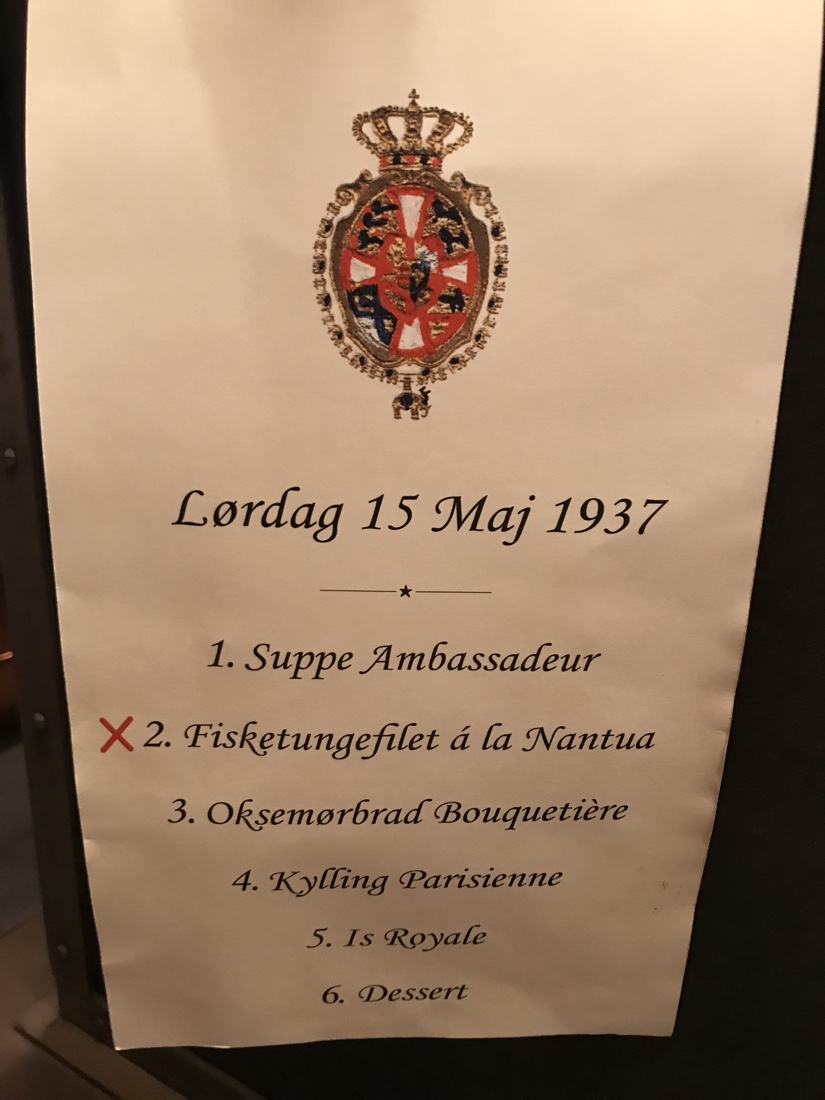 Lørdag 15 Maj 1937
1. Suppe Ambassadeur
2. Fisketungefilet á la Nantua
3. Oksemørbrad Bouquetière
4. Kylling Parisienne
5. Is Royale
6. Dessert